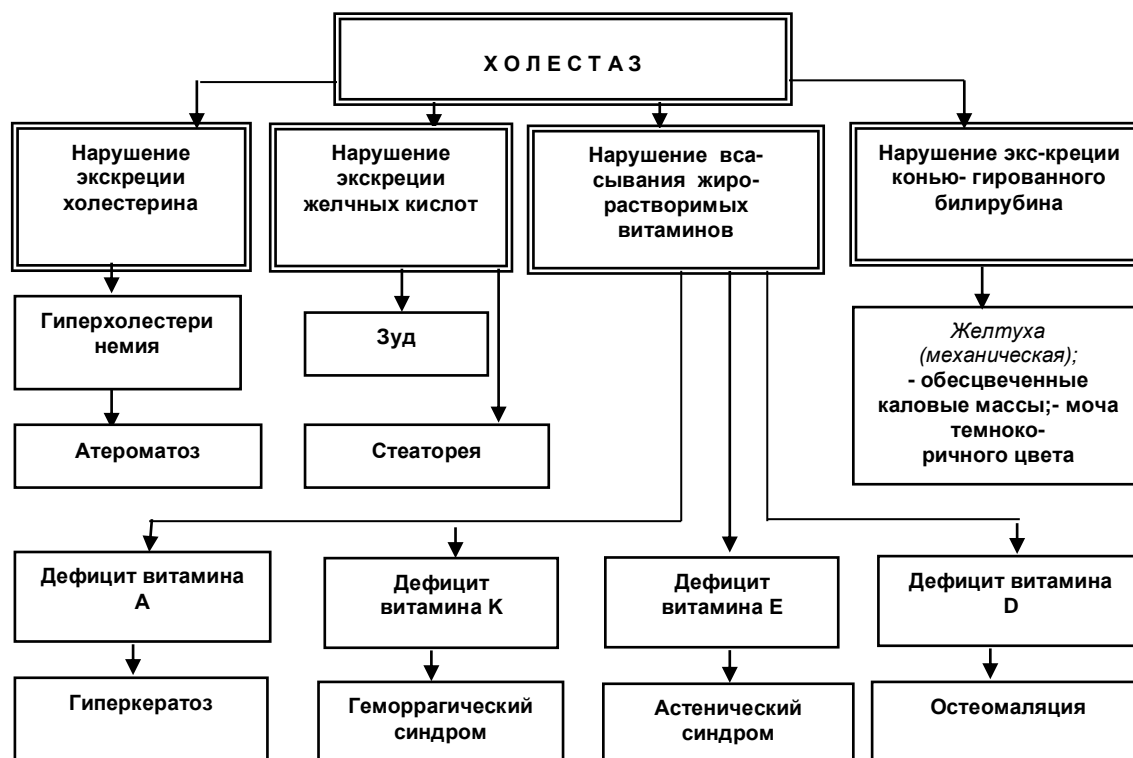 Х О Л Е С Т А З
Нарушение
экскреции
холестерина
Нарушение
экскреции
желчных кислот
Нарушение вса-
сывания жиро-
растворимых
витаминов
Нарушение экс-креции
конью- гированного
билирубина
Гиперхолестери
немия
Зуд
Желтуха
(механическая);
- обесцвеченные
каловые массы;- моча
темноко-
ричного цвета
Атероматоз
Стеаторея
Дефицит витамина
А
Дефицит
витамина К
Дефицит
витамина Е
Дефицит витамина
D
Гиперкератоз
Геморрагический
синдром
Астенический
синдром
Остеомаляция